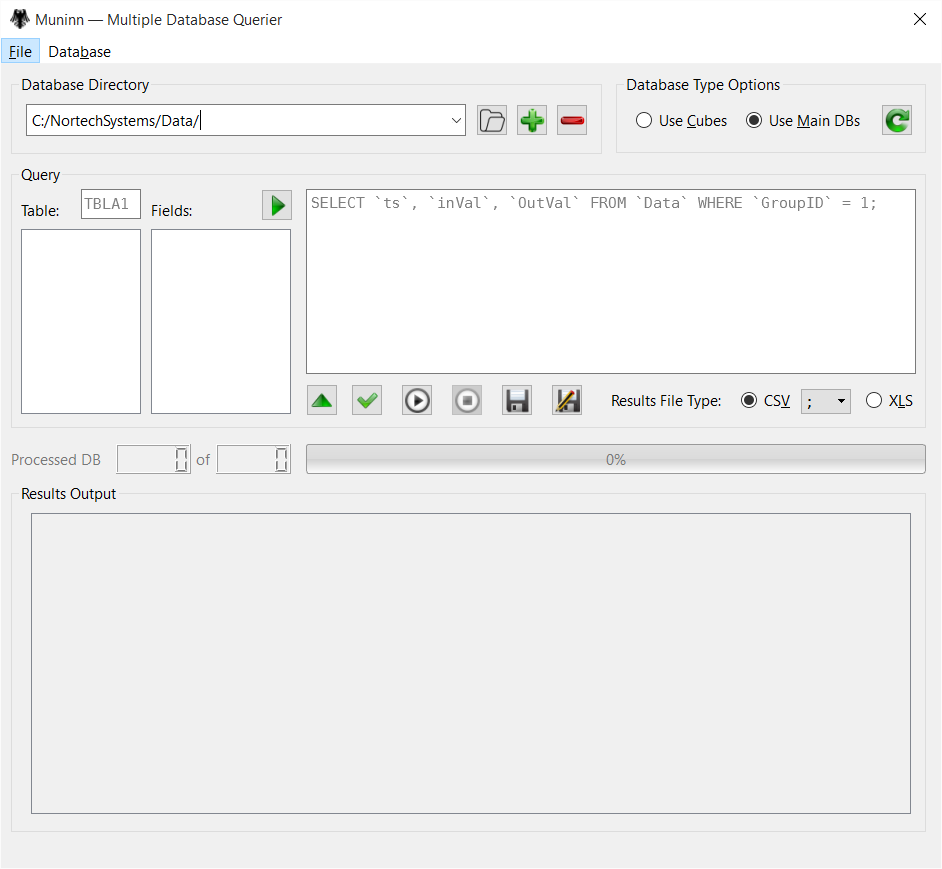 Muninn — Multiple Database Querier
File Database
Database Directory
Database Type Options
C:/NortechSystems/Data/
Use Cubes
Use Main DBs
Query
Table:
TBLA1
Fields:
SELECT `ts`, `inVal`, `OutVal` FROM `Data` WHERE `GroupID` = 1;
Results File Type:
CSV
;
XLS
Processed DB
0
of
0
0%
Results Output